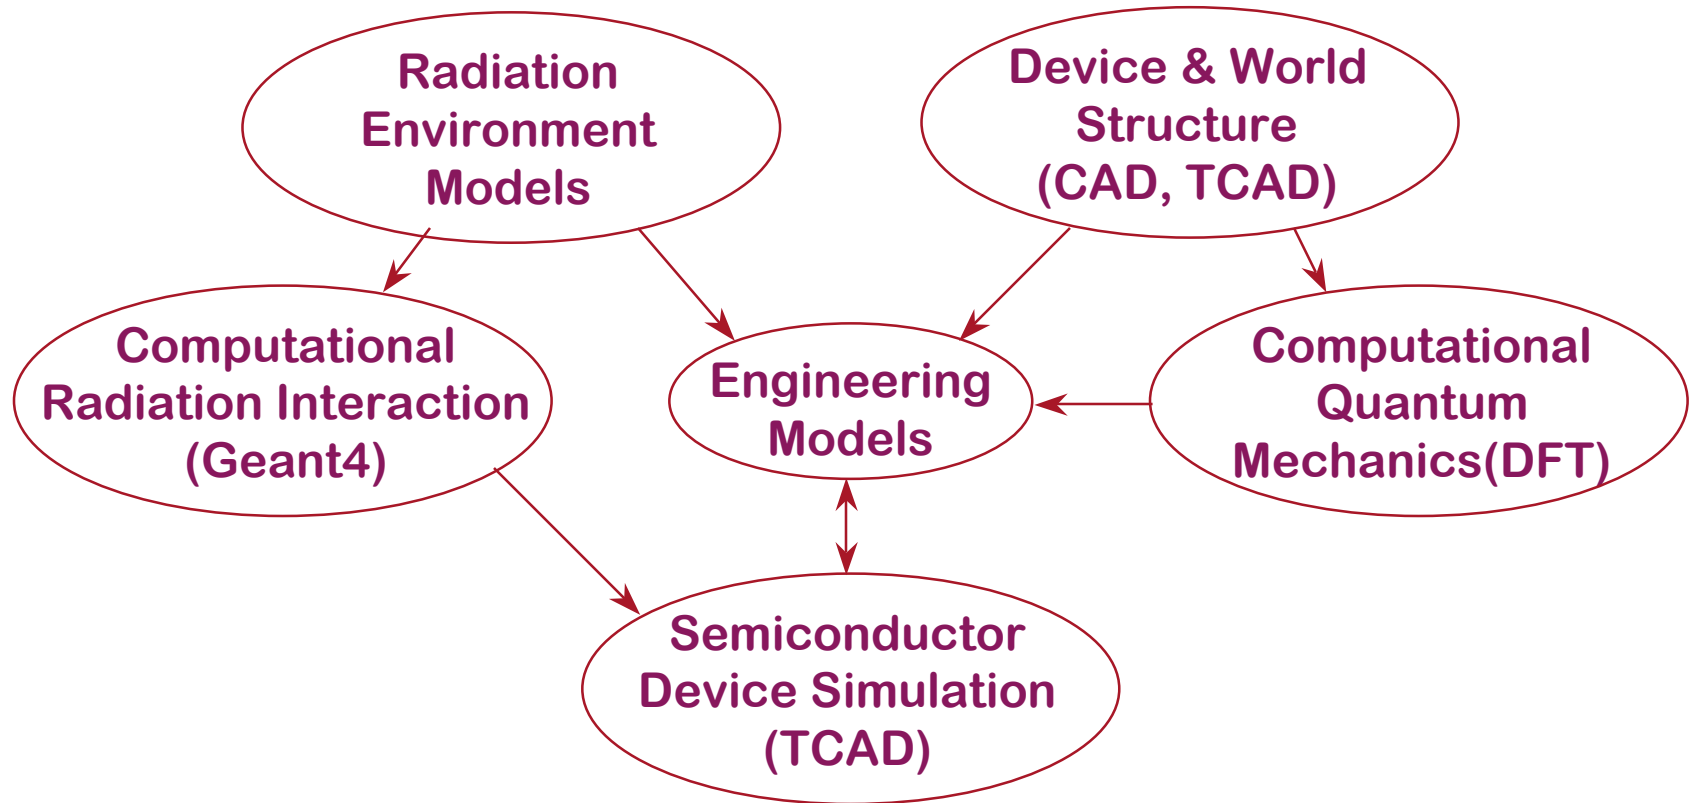 Radiation
Environment
Models
Device & World
Structure
(CAD, TCAD)
Computational
Radiation Interaction
(Geant4)
Engineering
Models
Computational
Quantum
Mechanics(DFT)
Semiconductor
Device Simulation
(TCAD)